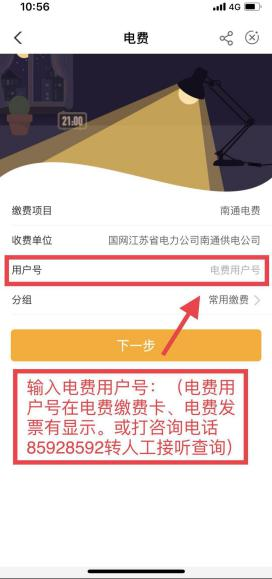 10:56
4G
电费
21:00
缴费项目 南通电费
收费单位 国网江苏省电力公司南通供电公司
用户号 电费用户号
分组 常用缴费
下一步
输入电费用户号：（电费用
户号在电费缴费卡、电费发
票有显示。或打咨询电话
85928592转人工接听查询）